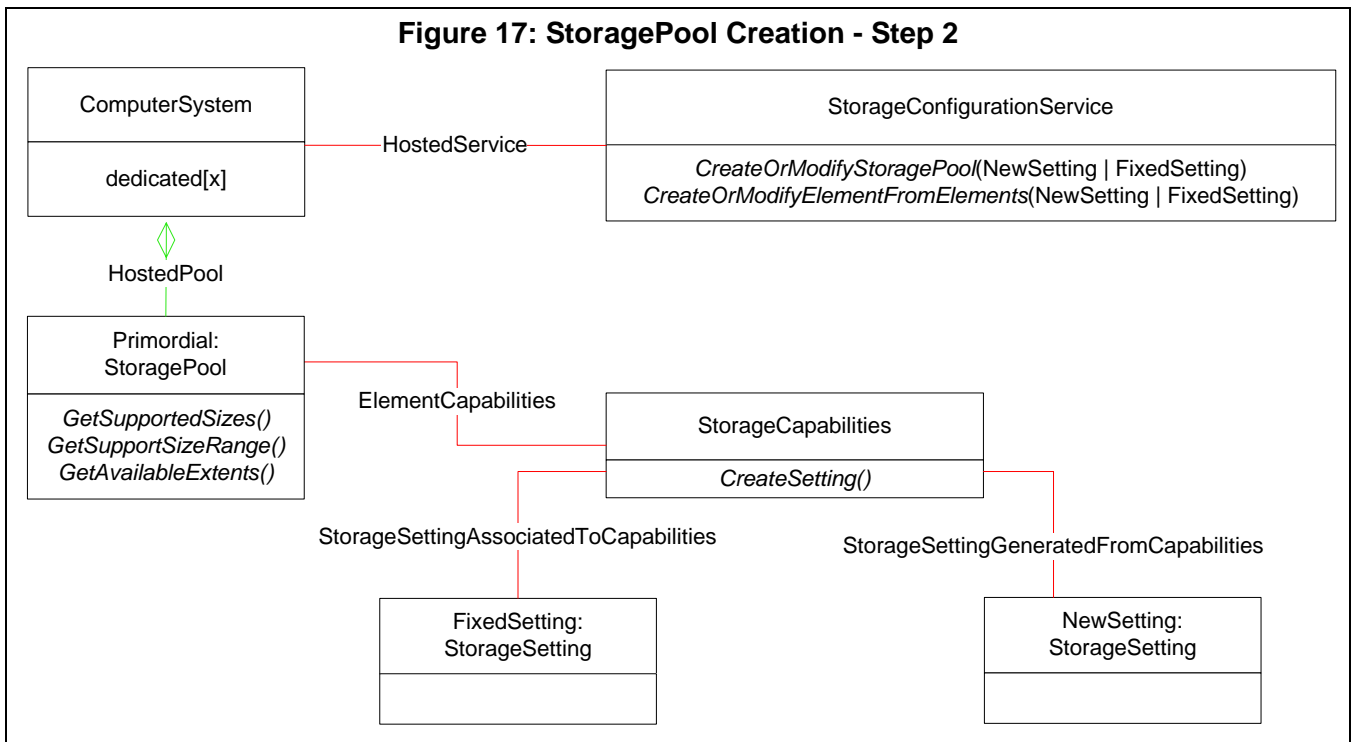 Figure 17: StoragePool Creation - Step 2
ComputerSystem
dedicated[x]
HostedService
StorageConfigurationService
CreateOrModifyStoragePool(NewSetting | FixedSetting)
CreateOrModifyElementFromElements(NewSetting | FixedSetting)
HostedPool
Primordial:
StoragePool
GetSupportedSizes()
GetSupportSizeRange()
GetAvailableExtents()
ElementCapabilities
StorageCapabilities
CreateSetting()
StorageSettingAssociatedToCapabilities
StorageSettingGeneratedFromCapabilities
FixedSetting:
StorageSetting
NewSetting:
StorageSetting